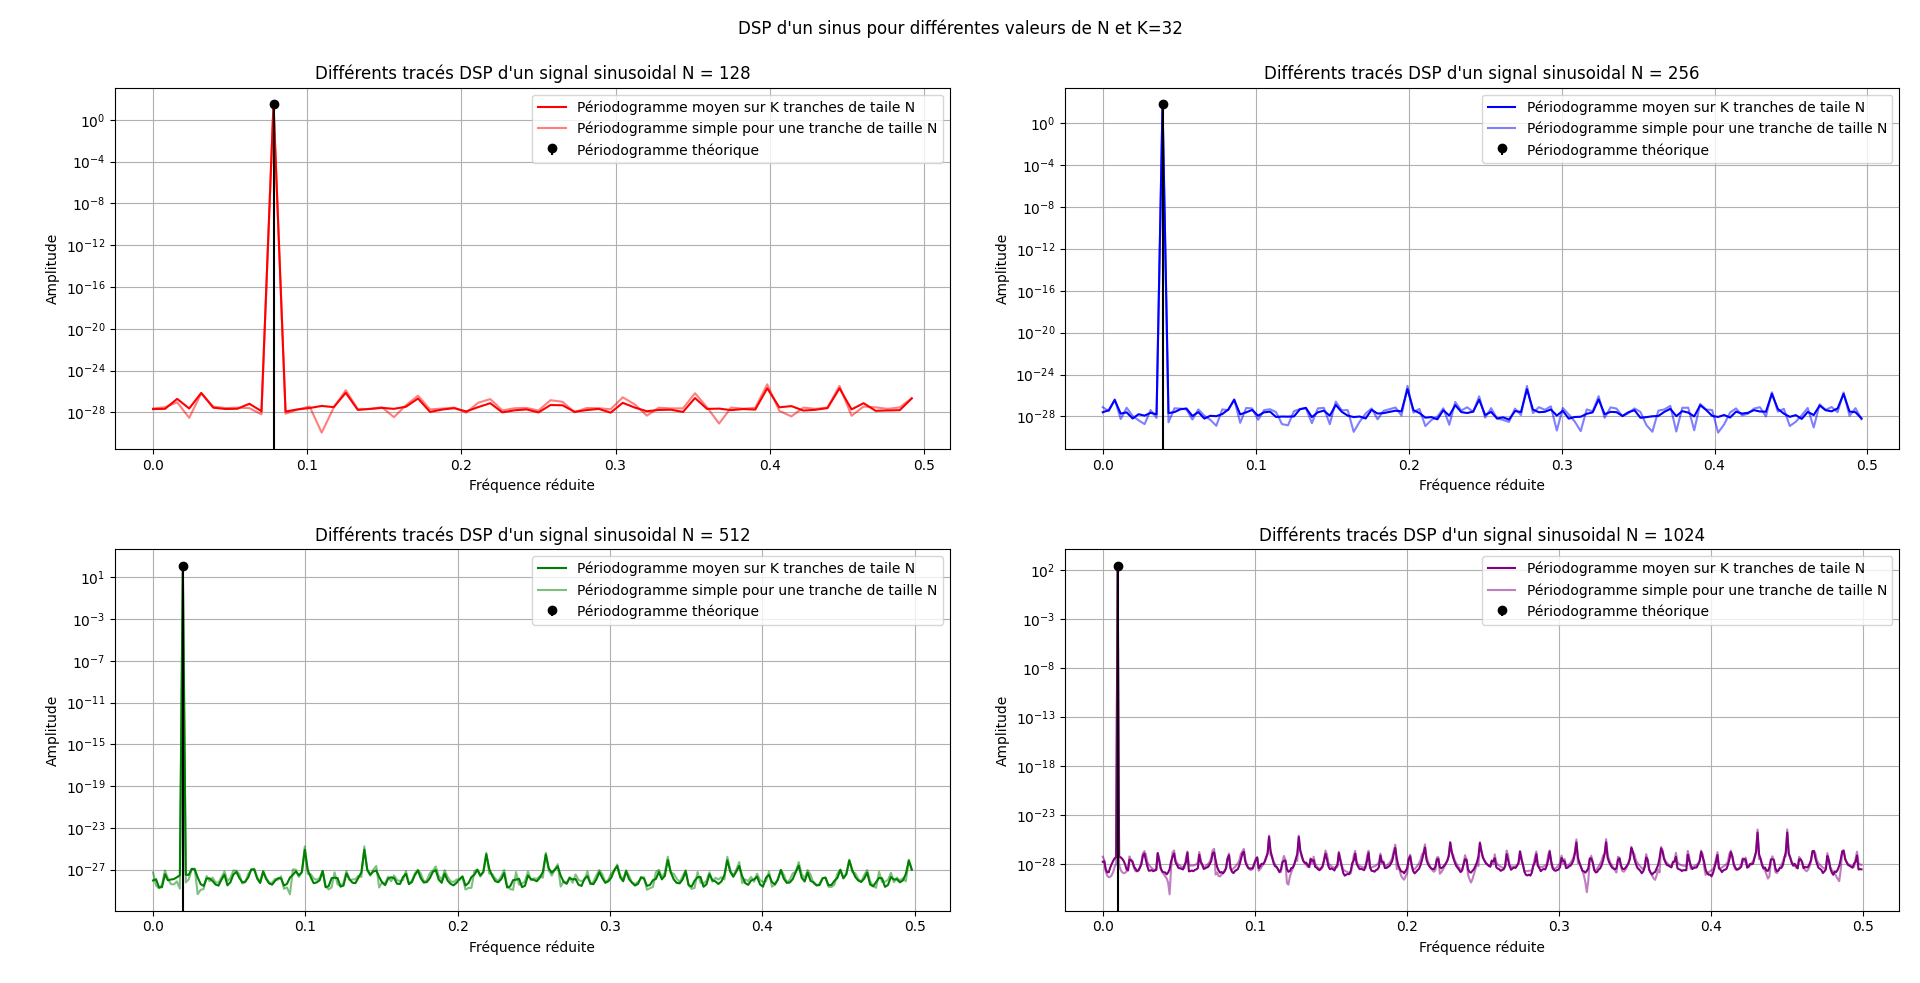 DSP d'un sinus pour différentes valeurs de N et K=32
Différents tracés DSP d'un signal sinusoidal N = 128
Périodogramme moyen sur K tranches de taile N
Périodogramme simple pour une tranche de taille N
Périodogramme théorique
Amplitude
10⁰
10⁻⁴
10⁻⁸
10⁻¹²
10⁻¹⁶
10⁻²⁰
10⁻²⁴
10⁻²⁸
0.0 0.1 0.2 0.3 0.4 0.5
Fréquence réduite
Différents tracés DSP d'un signal sinusoidal N = 256
Périodogramme moyen sur K tranches de taile N
Périodogramme simple pour une tranche de taille N
Périodogramme théorique
Amplitude
10⁰
10⁻⁴
10⁻⁸
10⁻¹²
10⁻¹⁶
10⁻²⁰
10⁻²⁴
10⁻²⁸
0.0 0.1 0.2 0.3 0.4 0.5
Fréquence réduite
Différents tracés DSP d'un signal sinusoidal N = 512
Périodogramme moyen sur K tranches de taile N
Périodogramme simple pour une tranche de taille N
Périodogramme théorique
Amplitude
10¹
10⁻³
10⁻⁷
10⁻¹¹
10⁻¹⁵
10⁻¹⁹
10⁻²³
10⁻²⁷
0.0 0.1 0.2 0.3 0.4 0.5
Fréquence réduite
Différents tracés DSP d'un signal sinusoidal N = 1024
Périodogramme moyen sur K tranches de taile N
Périodogramme simple pour une tranche de taille N
Périodogramme théorique
Amplitude
10²
10⁻³
10⁻⁸
10⁻¹³
10⁻¹⁸
10⁻²³
10⁻²⁸
0.0 0.1 0.2 0.3 0.4 0.5
Fréquence réduite